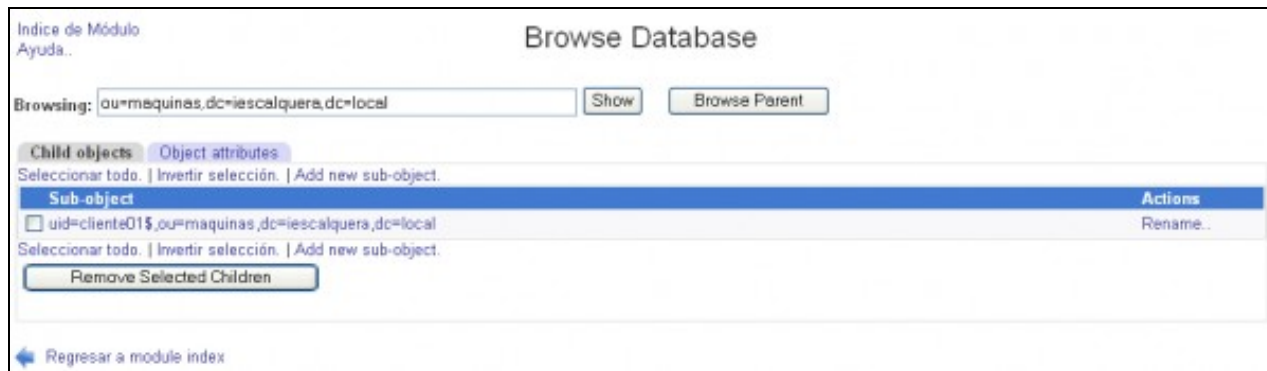 Indice de Módulo
Ayuda..
Browse Database
Browsing: ou=maquinas,dc=iescalquera,dc=local Show Browse Parent
Child objects Object attributes
Seleccionar todo. | Invertir selección. | Add new sub-object.
Sub-object Actions
uid=cliente01$,ou=maquinas,dc=iescalquera,dc=local Rename..
Seleccionar todo. | Invertir selección. | Add new sub-object.
Remove Selected Children
Regresar a module index